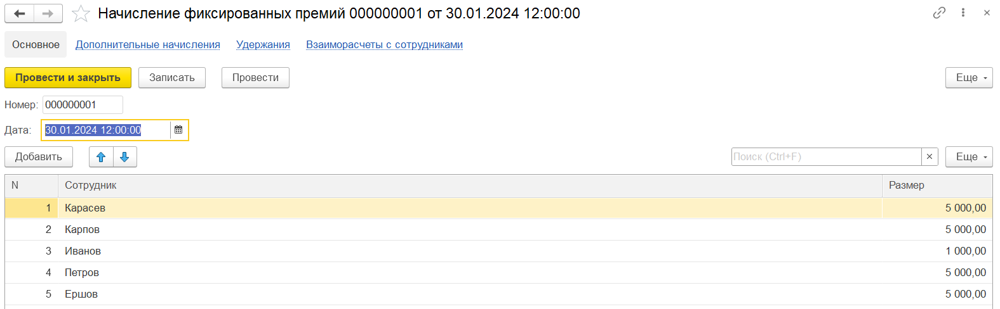 Начисление фиксированных премий 000000001 от 30.01.2024 12:00:00
Основное Дополнительные начисления Удержания Взаиморасчеты с сотрудниками
Провести и закрыть Записать Провести Еще
Номер: 000000001
Дата: 30.01.2024 12:00:00
Добавить Поиск (Ctrl+F) × Еще
N Сотрудник Размер
1 Карасев 5 000,00
2 Карпов 5 000,00
3 Иванов 1 000,00
4 Петров 5 000,00
5 Ершов 5 000,00